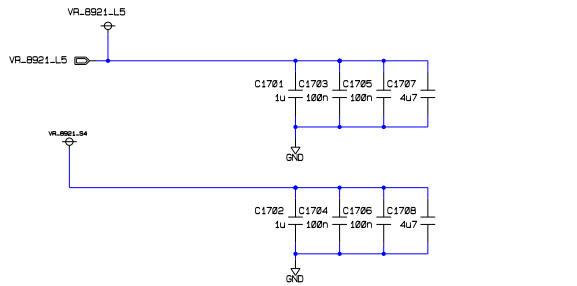 VR_8921_L5
VR_8921_L5
C1701 C1703 C1705 C1707
1u 100n 100n 4u7
GND
VR_8921_S4
C1702 C1704 C1706 C1708
1u 100n 100n 4u7
GND